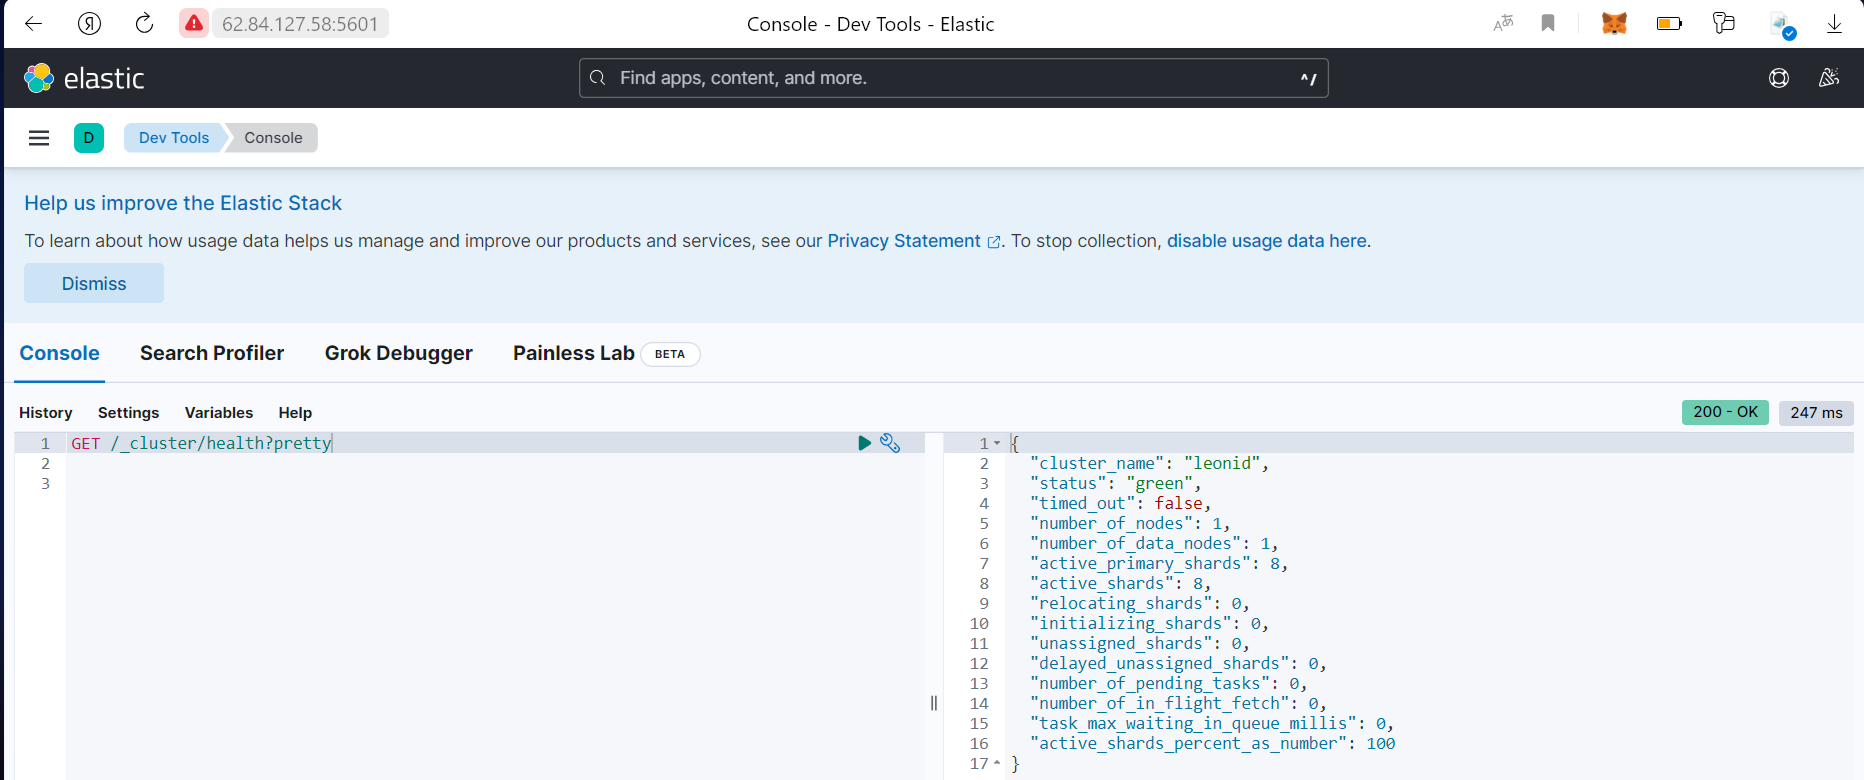 62.84.127.58:5601
Console - Dev Tools - Elastic
elastic
Find apps, content, and more.
^/
D
Dev Tools
Console
Help us improve the Elastic Stack
To learn about how usage data helps us manage and improve our products and services, see our Privacy Statement. To stop collection, disable usage data here.
Dismiss
Console
Search Profiler
Grok Debugger
Painless Lab
BETA
History
Settings
Variables
Help
200 - OK
247 ms
1 GET /_cluster/health?pretty
2
3
1 {
2 "cluster_name": "leonid",
3 "status": "green",
4 "timed_out": false,
5 "number_of_nodes": 1,
6 "number_of_data_nodes": 1,
7 "active_primary_shards": 8,
8 "active_shards": 8,
9 "relocating_shards": 0,
10 "initializing_shards": 0,
11 "unassigned_shards": 0,
12 "delayed_unassigned_shards": 0,
13 "number_of_pending_tasks": 0,
14 "number_of_in_flight_fetch": 0,
15 "task_max_waiting_in_queue_millis": 0,
16 "active_shards_percent_as_number": 100
17 }